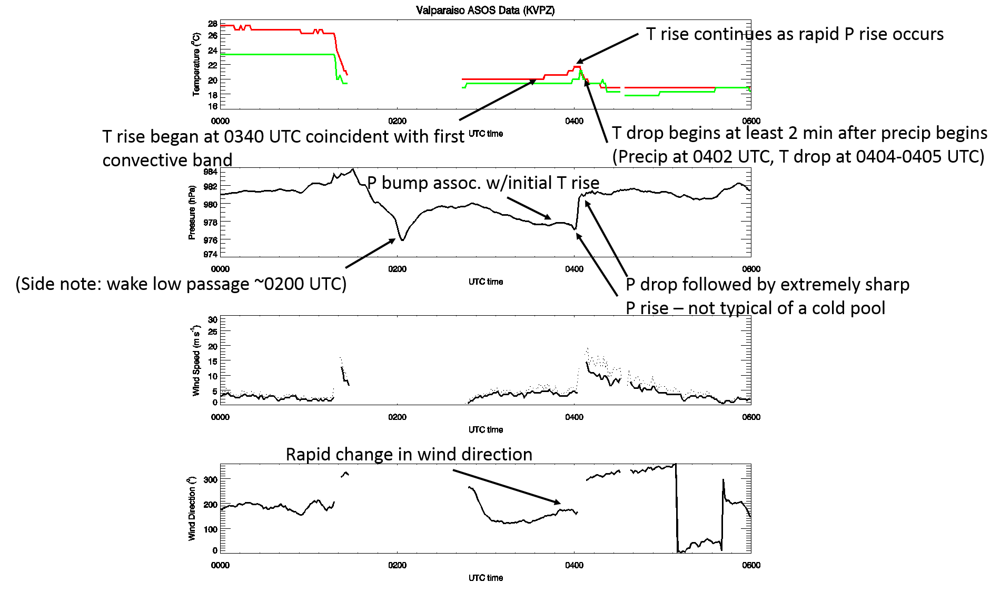 Valparaiso ASOS Data (KVPZ)
Temperature (°C)
28
26
24
22
20
18
16
T rise continues as rapid P rise occurs
0000
0200
0400
0600
UTC time
T rise began at 0340 UTC coincident with first
convective band
T drop begins at least 2 min after precip begins
(Precip at 0402 UTC, T drop at 0404-0405 UTC)
Pressure (hPa)
984
982
980
978
976
974
P bump assoc. w/initial T rise
0000
0200
0400
0600
UTC time
(Side note: wake low passage ~0200 UTC)
P drop followed by extremely sharp
P rise – not typical of a cold pool
Wind Speed (m s⁻¹)
30
25
20
15
10
5
0
0000
0200
0400
0600
UTC time
Rapid change in wind direction
Wind Direction (°)
300
200
100
0
0000
0200
0400
0600
UTC time